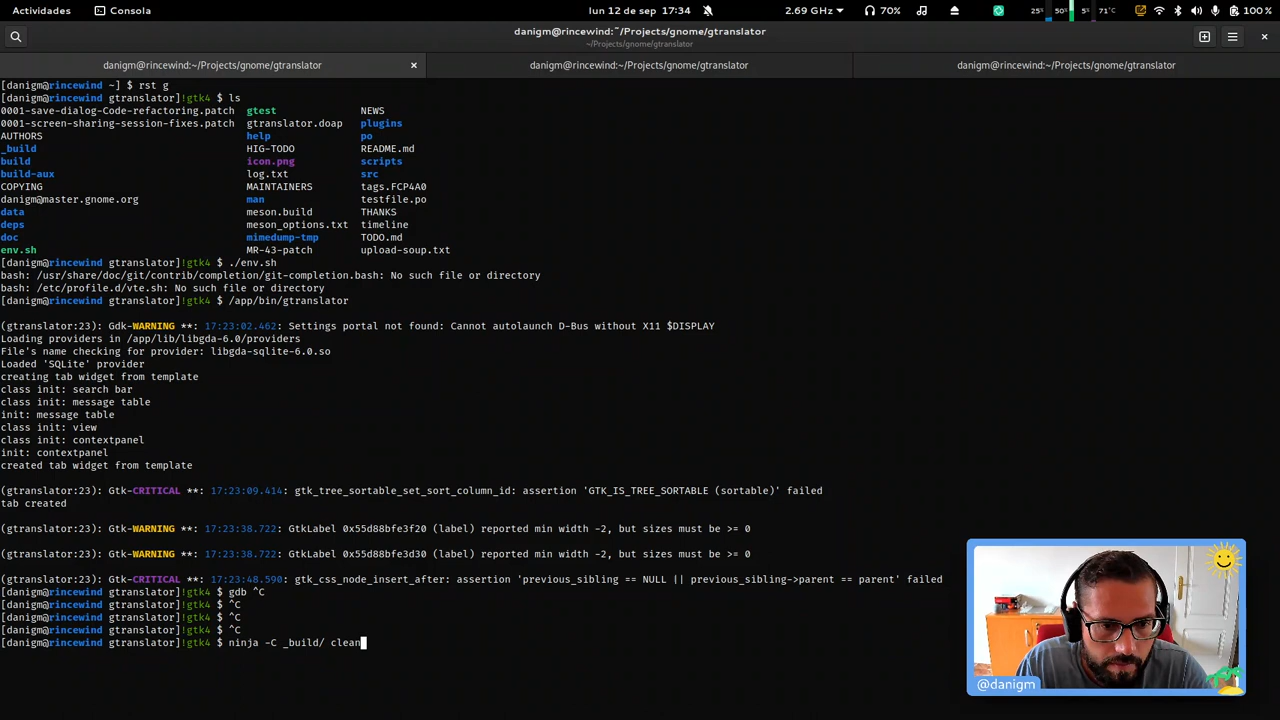 Actividades
Consola
lun 12 de sep 17:34
2.69 GHz
70%
25%
50%
5%
71°C
100 %
danigm@rincewind:~/Projects/gnome/gtranslator
~/Projects/gnome/gtranslator
danigm@rincewind:~/Projects/gnome/gtranslator
danigm@rincewind:~/Projects/gnome/gtranslator
danigm@rincewind:~/Projects/gnome/gtranslator
[danigm@rincewind ~] $ rst g
[danigm@rincewind gtranslator]!gtk4 $ ls
0001-save-dialog-Code-refactoring.patch gtest NEWS
0001-screen-sharing-session-fixes.patch gtranslator.doap plugins
AUTHORS help po
_build HIG-TODO README.md
build icon.png scripts
build-aux log.txt src
COPYING MAINTAINERS tags.FCP4A0
danigm@master.gnome.org man testfile.po
data meson.build THANKS
deps meson_options.txt timeline
doc mimedump-tmp TODO.md
env.sh MR-43-patch upload-soup.txt
[danigm@rincewind gtranslator]!gtk4 $ ./env.sh
bash: /usr/share/doc/git/contrib/completion/git-completion.bash: No such file or directory
bash: /etc/profile.d/vte.sh: No such file or directory
[danigm@rincewind gtranslator]!gtk4 $ /app/bin/gtranslator
(gtranslator:23): Gdk-WARNING **: 17:23:02.462: Settings portal not found: Cannot autolaunch D-Bus without X11 $DISPLAY
Loading providers in /app/lib/libgda-6.0/providers
File's name checking for provider: libgda-sqlite-6.0.so
Loaded 'SQLite' provider
creating tab widget from template
class init: search bar
class init: message table
init: message table
class init: view
class init: contextpanel
init: contextpanel
created tab widget from template
(gtranslator:23): Gtk-CRITICAL **: 17:23:09.414: gtk_tree_sortable_set_sort_column_id: assertion 'GTK_IS_TREE_SORTABLE (sortable)' failed
tab created
(gtranslator:23): Gtk-WARNING **: 17:23:38.722: GtkLabel 0x55d88bfe3f20 (label) reported min width -2, but sizes must be >= 0
(gtranslator:23): Gtk-WARNING **: 17:23:38.722: GtkLabel 0x55d88bfe3d30 (label) reported min width -2, but sizes must be >= 0
(gtranslator:23): Gtk-CRITICAL **: 17:23:48.590: gtk_css_node_insert_after: assertion 'previous_sibling == NULL || previous_sibling->parent == parent' failed
[danigm@rincewind gtranslator]!gtk4 $ gdb ^C
[danigm@rincewind gtranslator]!gtk4 $ ^C
[danigm@rincewind gtranslator]!gtk4 $ ^C
[danigm@rincewind gtranslator]!gtk4 $ ^C
[danigm@rincewind gtranslator]!gtk4 $ ninja -C _build/ clean
@danigm